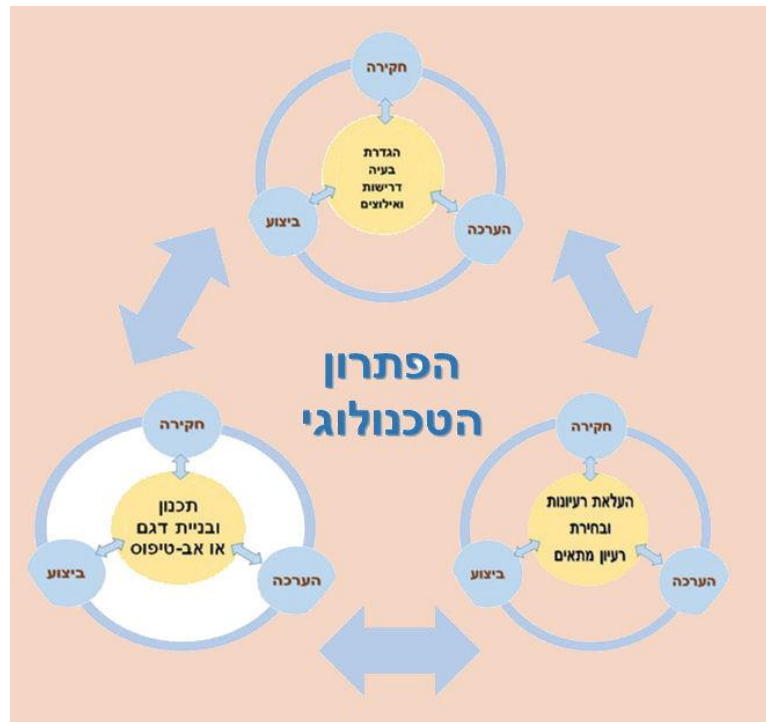 חקירה
הגדרת
בעיה
דרישות
ואילוצים
ביצוע
הערכה
הפתרון
הטכנולוגי
חקירה
העלאת רעיונות
ובחירת
רעיון מתאים
ביצוע
הערכה
חקירה
תכנון
ובניית דגם
או אב-טיפוס
ביצוע
הערכה